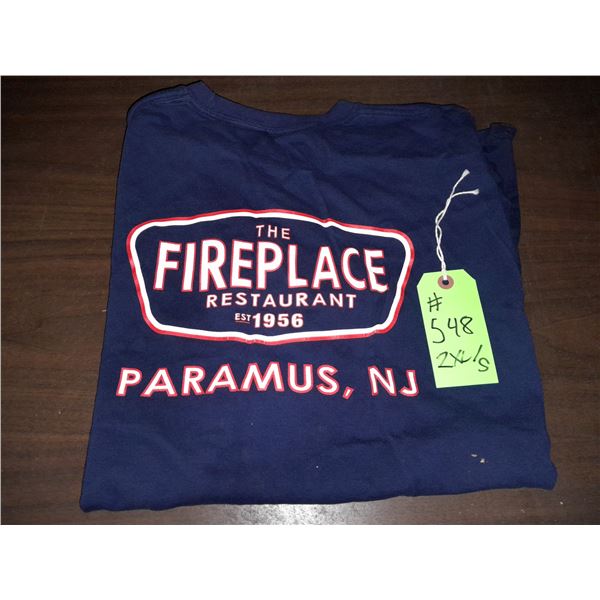 THE
FIREPLACE
RESTAURANT
EST 1956
PARAMUS, NJ
#
548
2XL/S